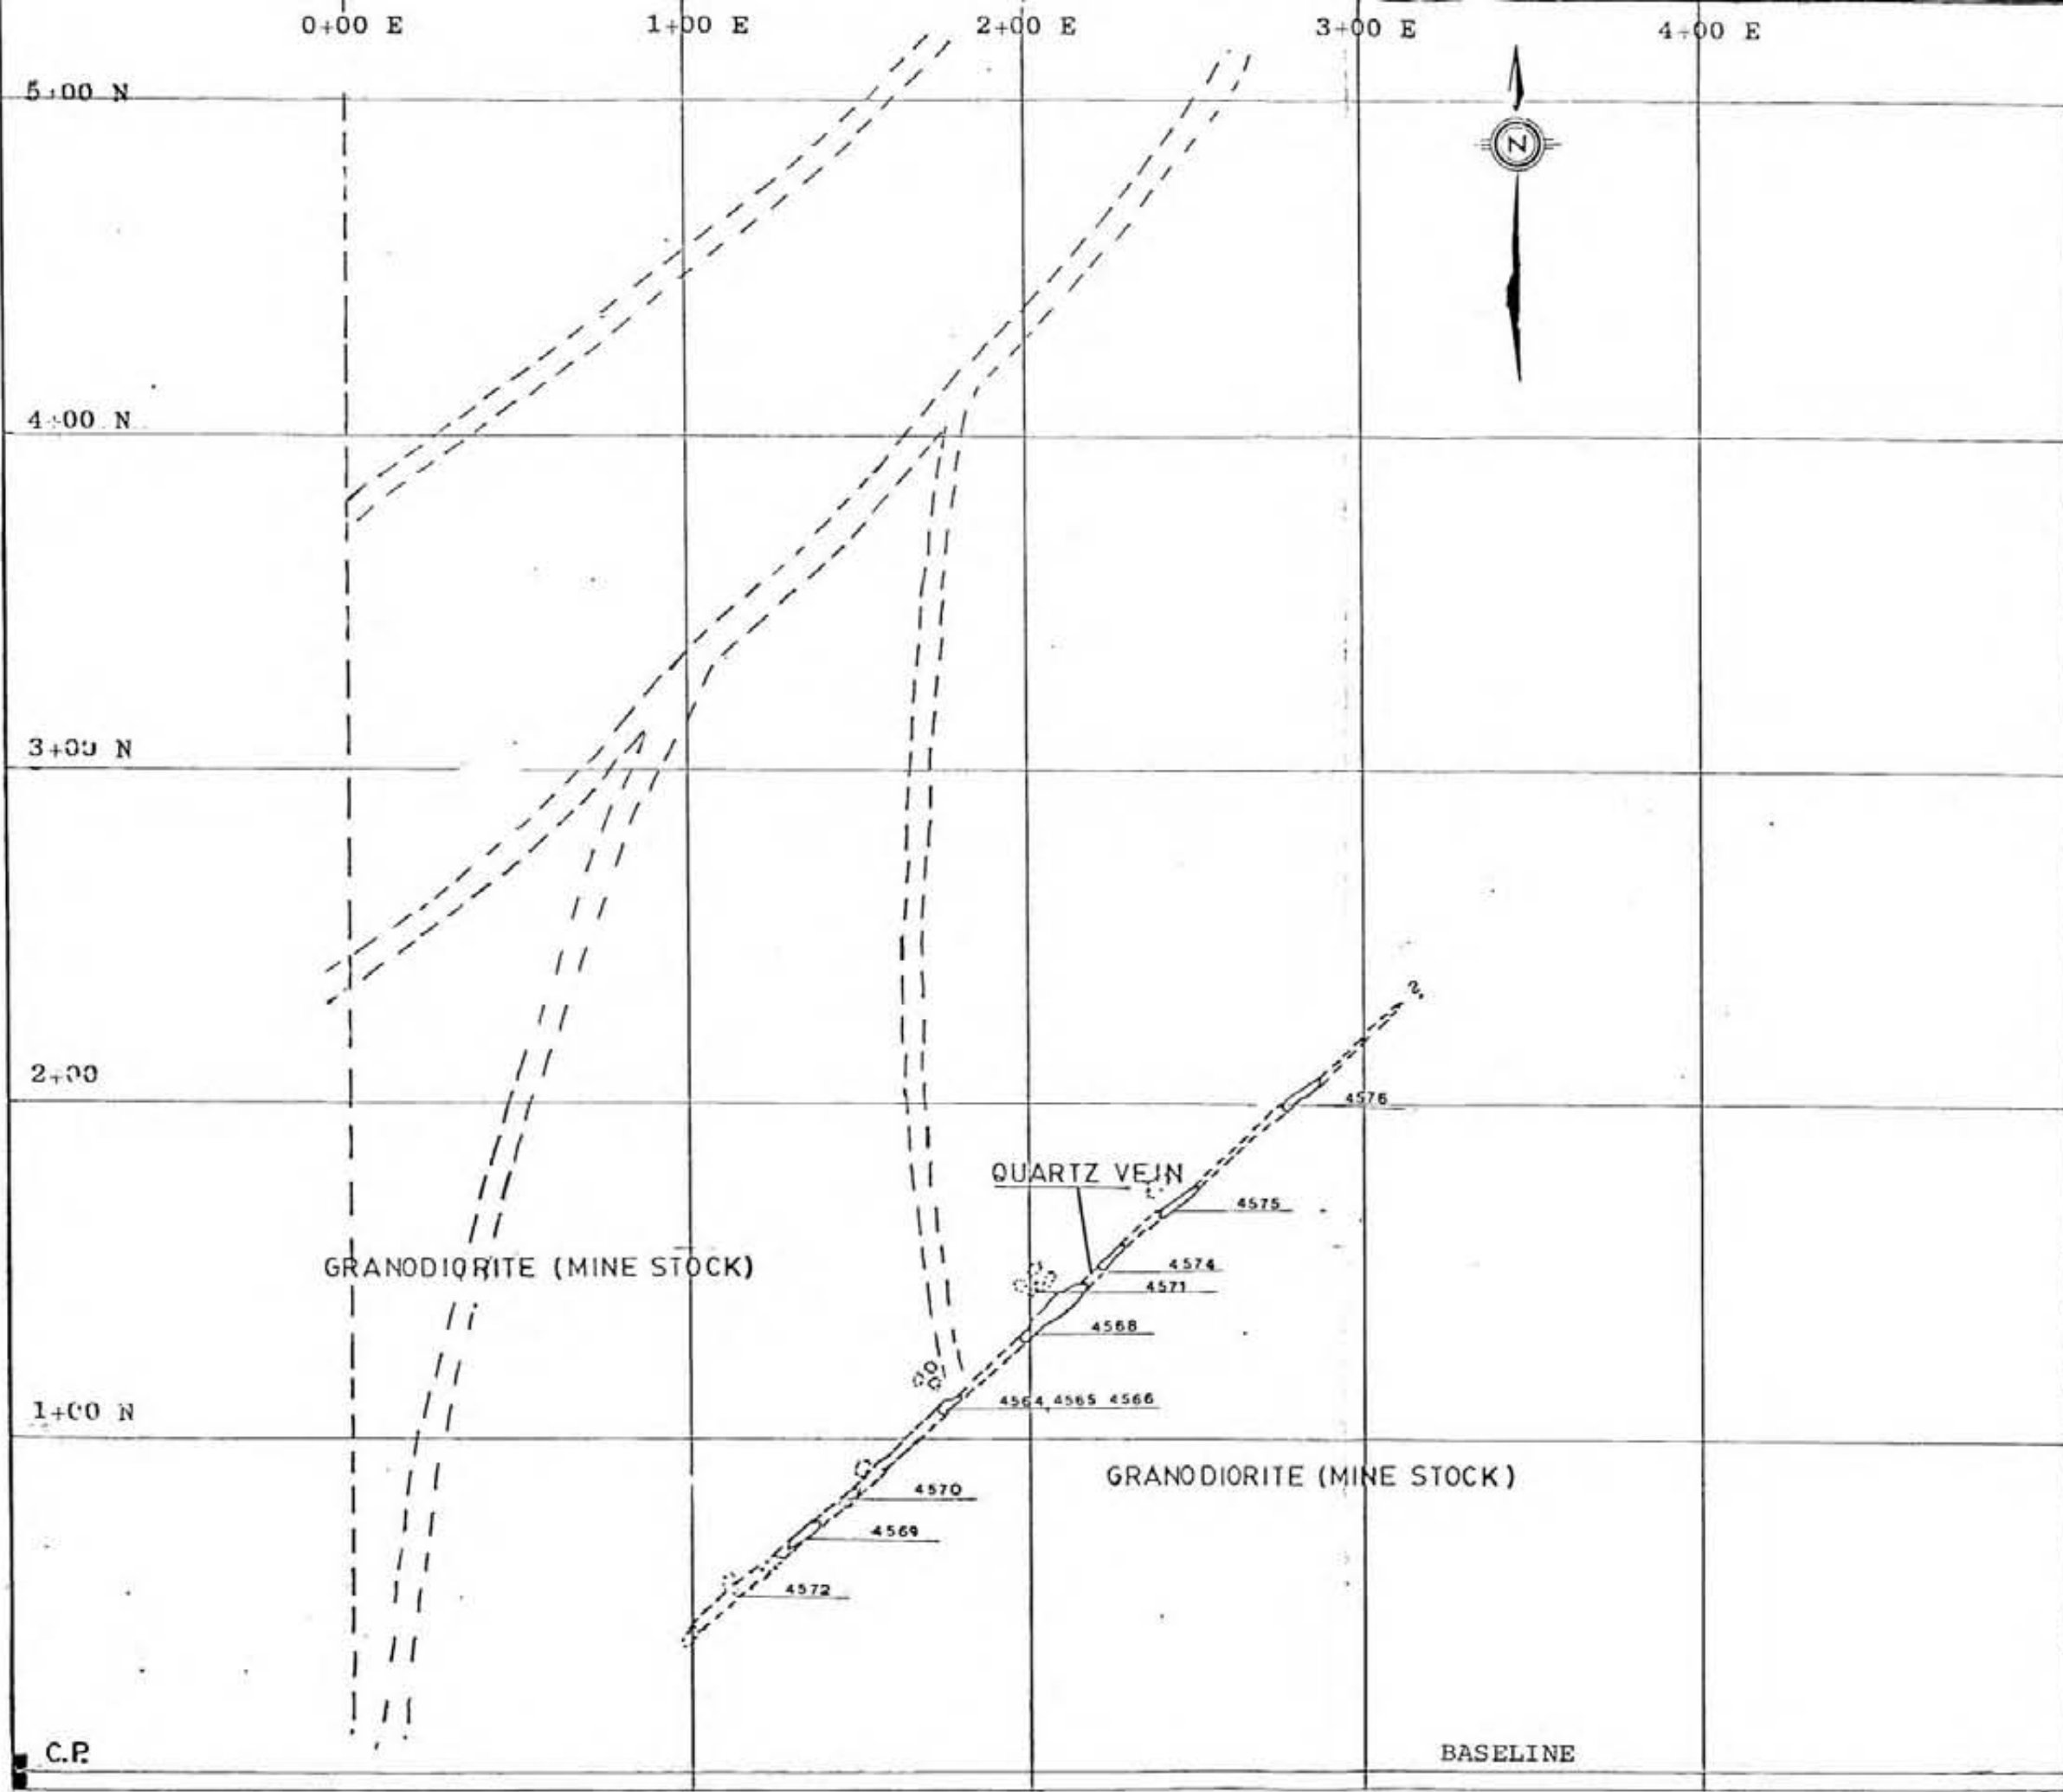 0+00 E 1+00 E 2+00 E 3+00 E 4+00 E
5+00 N
N
4+00 N
3+00 N
?
2+00
4576
QUARTZ VEIN
4575
GRANODIORITE (MINE STOCK)
4574
4571
4568
4564, 4565 4566
1+00 N
GRANODIORITE (MINE STOCK)
4570
4569
4572
C.P.
BASELINE